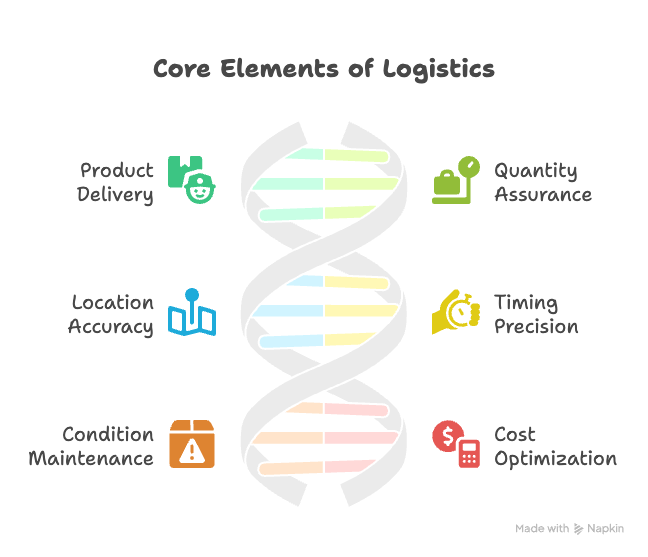 Core Elements of Logistics
Product
Delivery
Quantity
Assurance
Location
Accuracy
Timing
Precision
Condition
Maintenance
$
Cost
Optimization
Made with Napkin